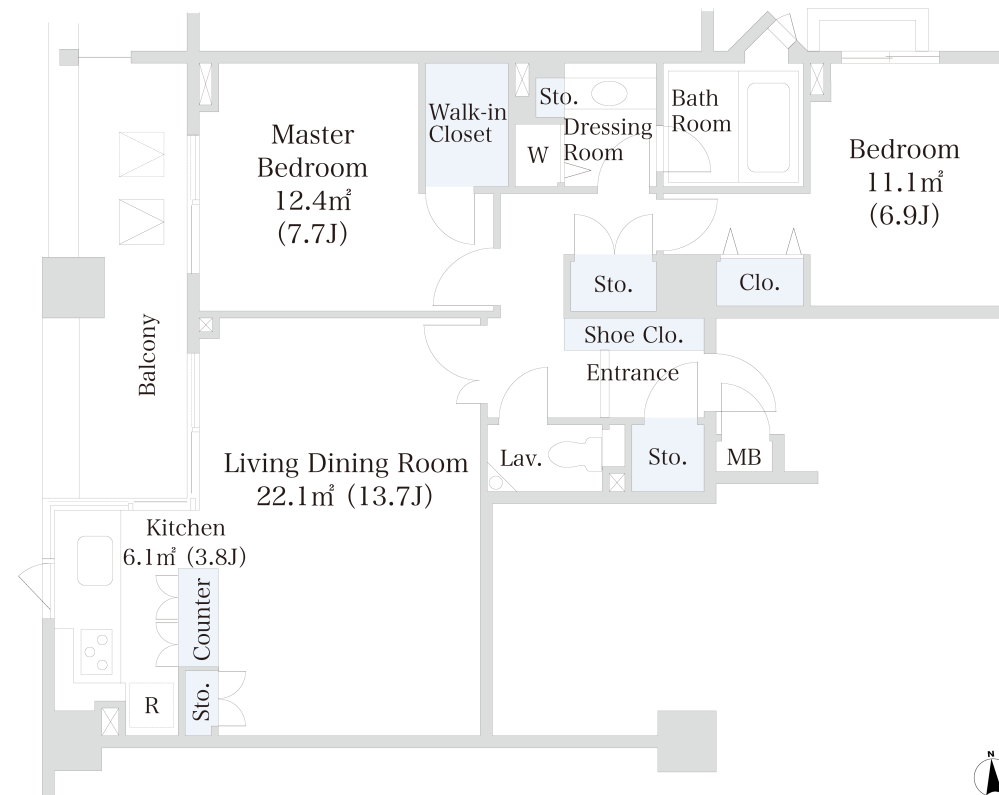 Master
Bedroom
12.4㎡
(7.7J)
Walk-in
Closet
Sto.
W
Dressing
Room
Bath
Room
Bedroom
11.1㎡
(6.9J)
Sto.
Clo.
Shoe Clo.
Entrance
Balcony
Living Dining Room
22.1㎡ (13.7J)
Lav.
Sto.
MB
Kitchen
6.1㎡ (3.8J)
Counter
Sto.
R
N